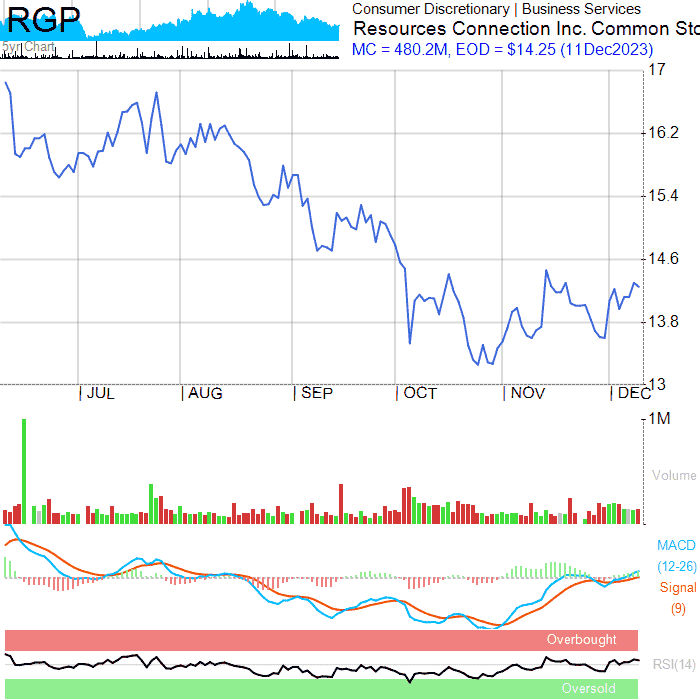 RGP
5yr Chart
Consumer Discretionary | Business Services
Resources Connection Inc. Common Sto
MC = 480.2M, EOD = $14.25 (11Dec2023)
17
16.2
15.4
14.6
13.8
13
JUL AUG SEP OCT NOV DEC
1M
Volume
MACD
(12-26)
Signal
(9)
Overbought
RSI(14)
Oversold